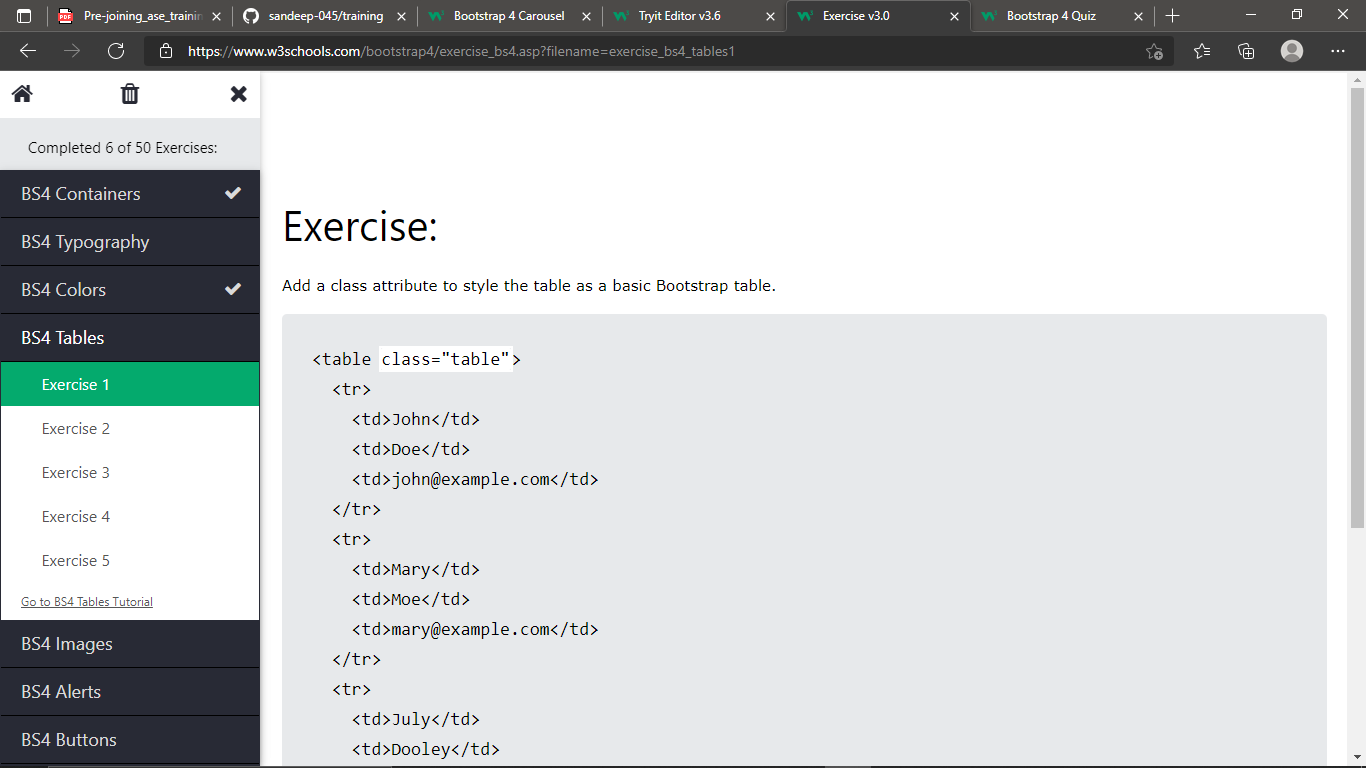 Pre-joining_ase_trainin
sandeep-045/training
Bootstrap 4 Carousel
Tryit Editor v3.6
Exercise v3.0
Bootstrap 4 Quiz
https://www.w3schools.com/bootstrap4/exercise_bs4.asp?filename=exercise_bs4_tables1
Completed 6 of 50 Exercises:
BS4 Containers
BS4 Typography
BS4 Colors
BS4 Tables
Exercise 1
Exercise 2
Exercise 3
Exercise 4
Exercise 5
Go to BS4 Tables Tutorial
BS4 Images
BS4 Alerts
BS4 Buttons
Exercise:
Add a class attribute to style the table as a basic Bootstrap table.
<table class="table">
<tr>
<td>John</td>
<td>Doe</td>
<td>john@example.com</td>
</tr>
<tr>
<td>Mary</td>
<td>Moe</td>
<td>mary@example.com</td>
</tr>
<tr>
<td>July</td>
<td>Dooley</td>